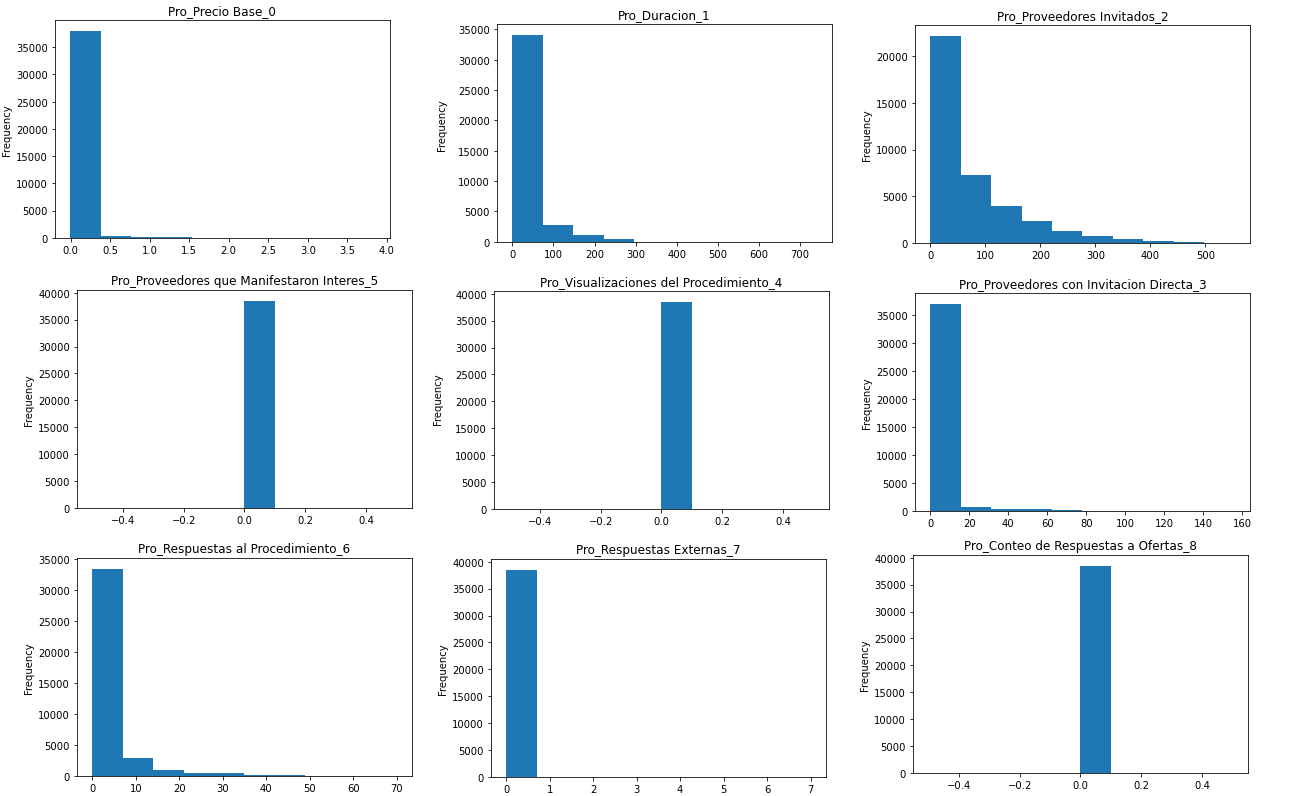 Pro_Precio Base_0
Frequency
35000
30000
25000
20000
15000
10000
5000
0
0.0 0.5 1.0 1.5 2.0 2.5 3.0 3.5 4.0
Pro_Duracion_1
Frequency
35000
30000
25000
20000
15000
10000
5000
0
0 100 200 300 400 500 600 700
Pro_Proveedores Invitados_2
Frequency
20000
15000
10000
5000
0
0 100 200 300 400 500
Pro_Proveedores que Manifestaron Interes_5
Frequency
40000
35000
30000
25000
20000
15000
10000
5000
0
−0.4 −0.2 0.0 0.2 0.4
Pro_Visualizaciones del Procedimiento_4
Frequency
40000
35000
30000
25000
20000
15000
10000
5000
0
−0.4 −0.2 0.0 0.2 0.4
Pro_Proveedores con Invitacion Directa_3
Frequency
35000
30000
25000
20000
15000
10000
5000
0
0 20 40 60 80 100 120 140 160
Pro_Respuestas al Procedimiento_6
Frequency
35000
30000
25000
20000
15000
10000
5000
0
0 10 20 30 40 50 60 70
Pro_Respuestas Externas_7
Frequency
40000
35000
30000
25000
20000
15000
10000
5000
0
0 1 2 3 4 5 6 7
Pro_Conteo de Respuestas a Ofertas_8
Frequency
40000
35000
30000
25000
20000
15000
10000
5000
0
−0.4 −0.2 0.0 0.2 0.4